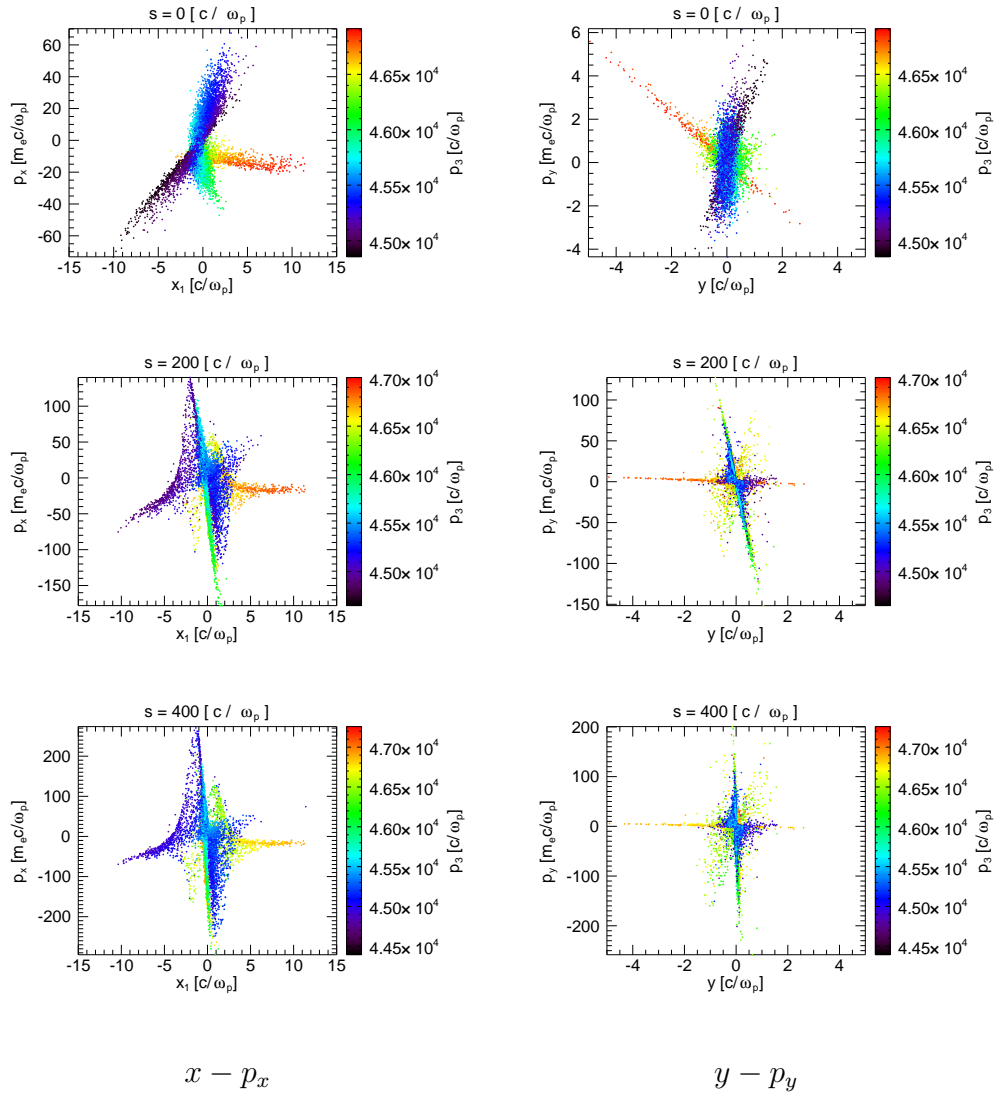 s = 0 [ c / ω_p ]
60
40
20
0
-20
-40
-60
p_x [m_e c/ω_p]
-15 -10 -5 0 5 10 15
x_1 [c/ω_p]
4.65× 10^4
4.60× 10^4
4.55× 10^4
4.50× 10^4
p_3 [c/ω_p]
s = 0 [ c / ω_p ]
6
4
2
0
-2
-4
p_y [m_e c/ω_p]
-4 -2 0 2 4
y [c/ω_p]
4.65× 10^4
4.60× 10^4
4.55× 10^4
4.50× 10^4
p_3 [c/ω_p]
s = 200 [ c / ω_p ]
100
50
0
-50
-100
-150
p_x [m_e c/ω_p]
-15 -10 -5 0 5 10 15
x_1 [c/ω_p]
4.70× 10^4
4.65× 10^4
4.60× 10^4
4.55× 10^4
4.50× 10^4
p_3 [c/ω_p]
s = 200 [ c / ω_p ]
100
50
0
-50
-100
-150
p_y [m_e c/ω_p]
-4 -2 0 2 4
y [c/ω_p]
4.70× 10^4
4.65× 10^4
4.60× 10^4
4.55× 10^4
4.50× 10^4
p_3 [c/ω_p]
s = 400 [ c / ω_p ]
200
100
0
-100
-200
p_x [m_e c/ω_p]
-15 -10 -5 0 5 10 15
x_1 [c/ω_p]
4.70× 10^4
4.65× 10^4
4.60× 10^4
4.55× 10^4
4.50× 10^4
4.45× 10^4
p_3 [c/ω_p]
s = 400 [ c / ω_p ]
200
100
0
-100
-200
p_y [m_e c/ω_p]
-4 -2 0 2 4
y [c/ω_p]
4.70× 10^4
4.65× 10^4
4.60× 10^4
4.55× 10^4
4.50× 10^4
4.45× 10^4
p_3 [c/ω_p]
x − p_x
y − p_y